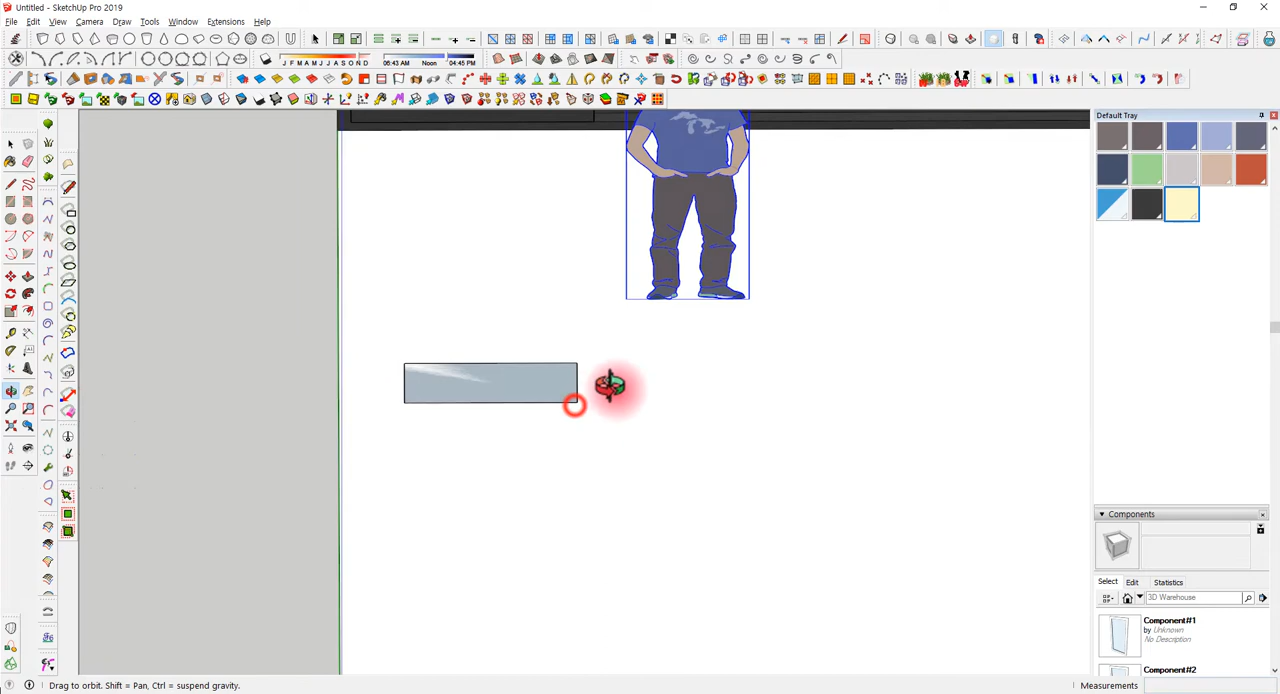 Untitled - SketchUp Pro 2019
File Edit View Camera Draw Tools Window Extensions Help
J F M A M J J A S O N D
06:43 AM Noon 04:45 PM
Default Tray
Components
Select Edit Statistics
3D Warehouse
Component#1
by Unknown
No Description
Component#2
Drag to orbit. Shift = Pan, Ctrl = suspend gravity.
Measurements